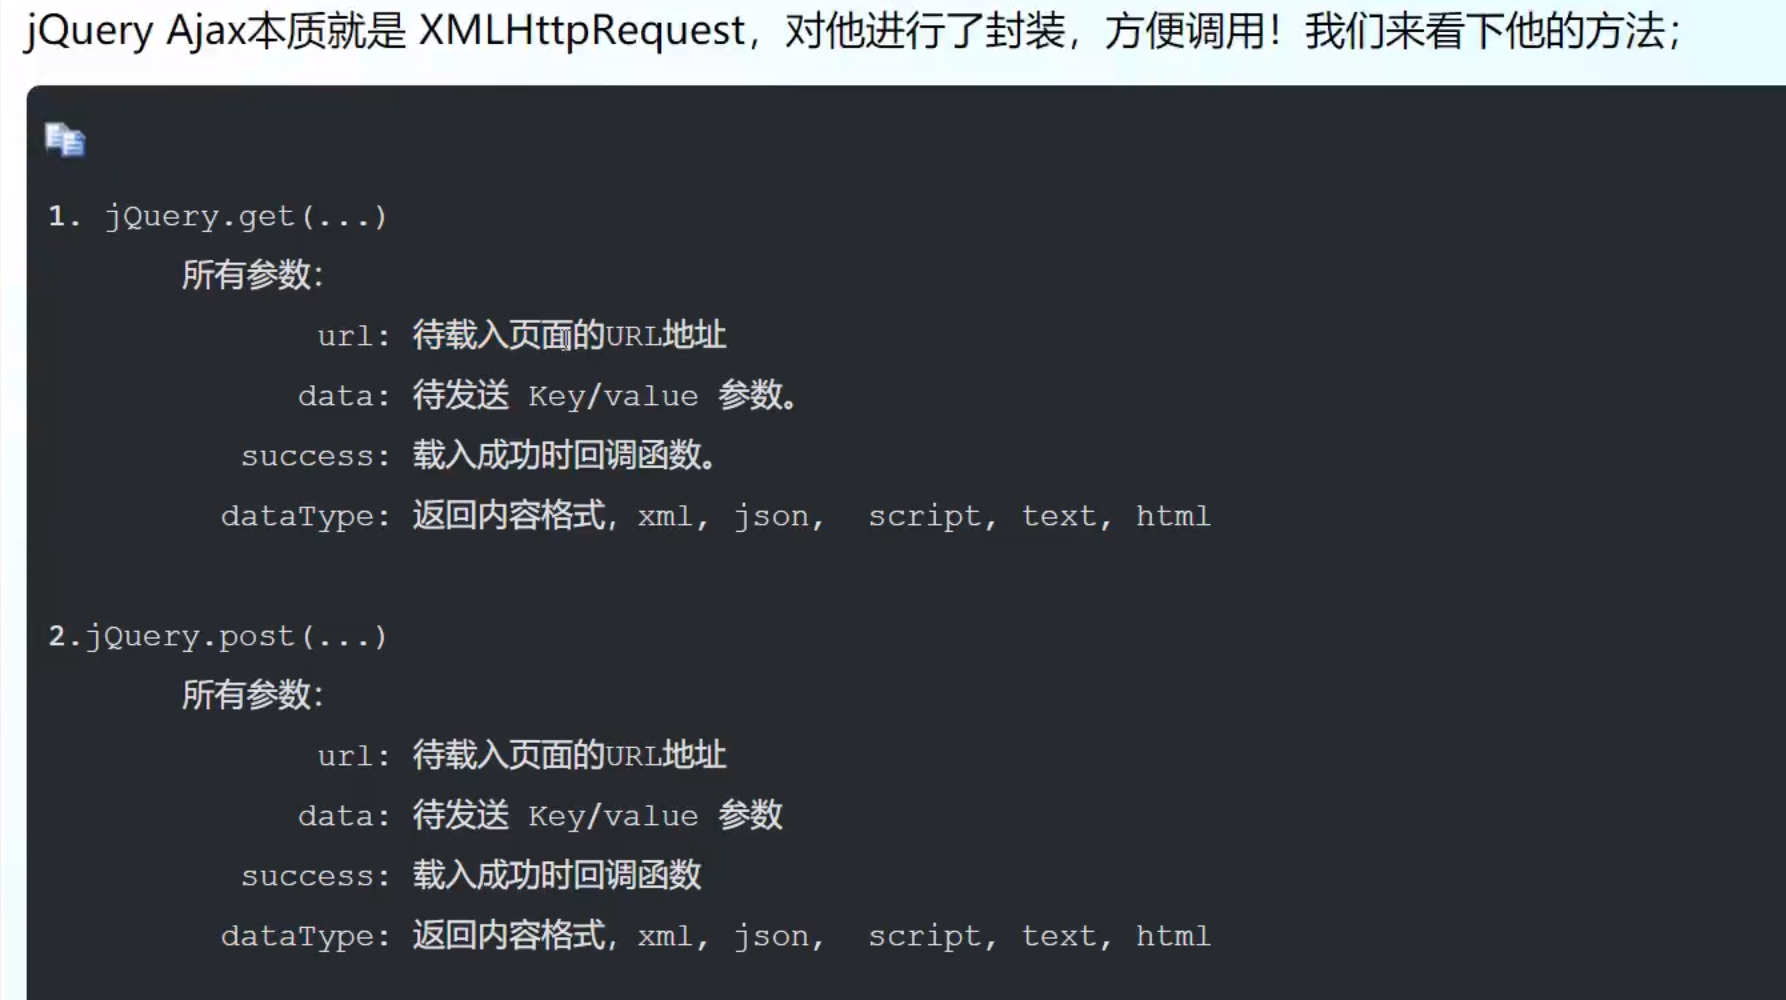 jQuery Ajax本质就是 XMLHttpRequest，对他进行了封装，方便调用！我们来看下他的方法；
1. jQuery.get(...)
所有参数：
url: 待载入页面的URL地址
data: 待发送 Key/value 参数。
success: 载入成功时回调函数。
dataType: 返回内容格式，xml, json,  script, text, html
2.jQuery.post(...)
所有参数：
url: 待载入页面的URL地址
data: 待发送 Key/value 参数
success: 载入成功时回调函数
dataType: 返回内容格式，xml, json,  script, text, html